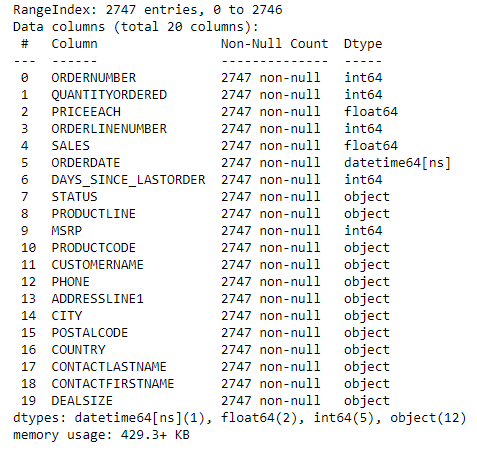 RangeIndex: 2747 entries, 0 to 2746
Data columns (total 20 columns):
 #   Column              Non-Null Count  Dtype
---  ------              --------------  -----
 0   ORDERNUMBER         2747 non-null   int64
 1   QUANTITYORDERED     2747 non-null   int64
 2   PRICEEACH           2747 non-null   float64
 3   ORDERLINENUMBER     2747 non-null   int64
 4   SALES               2747 non-null   float64
 5   ORDERDATE           2747 non-null   datetime64[ns]
 6   DAYS_SINCE_LASTORDER  2747 non-null   int64
 7   STATUS              2747 non-null   object
 8   PRODUCTLINE         2747 non-null   object
 9   MSRP                2747 non-null   int64
 10  PRODUCTCODE         2747 non-null   object
 11  CUSTOMERNAME        2747 non-null   object
 12  PHONE               2747 non-null   object
 13  ADDRESSLINE1        2747 non-null   object
 14  CITY                2747 non-null   object
 15  POSTALCODE          2747 non-null   object
 16  COUNTRY             2747 non-null   object
 17  CONTACTLASTNAME     2747 non-null   object
 18  CONTACTFIRSTNAME    2747 non-null   object
 19  DEALSIZE            2747 non-null   object
dtypes: datetime64[ns](1), float64(2), int64(5), object(12)
memory usage: 429.3+ KB